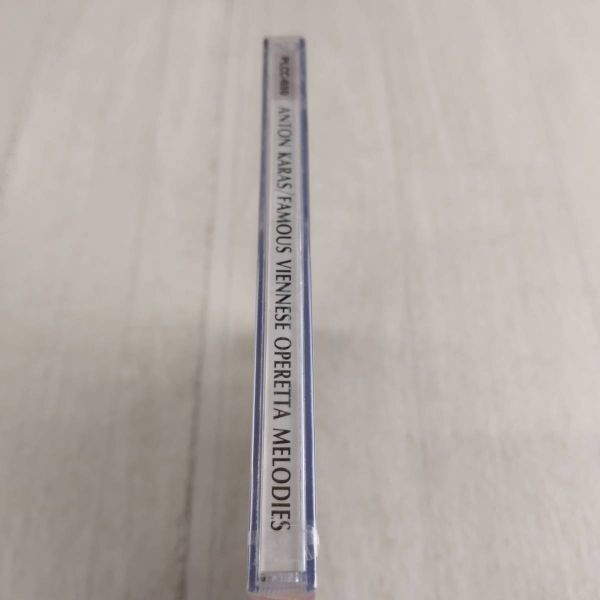 ANTON KARAS/FAMOUS VIENNESE OPERETTA MELODIES